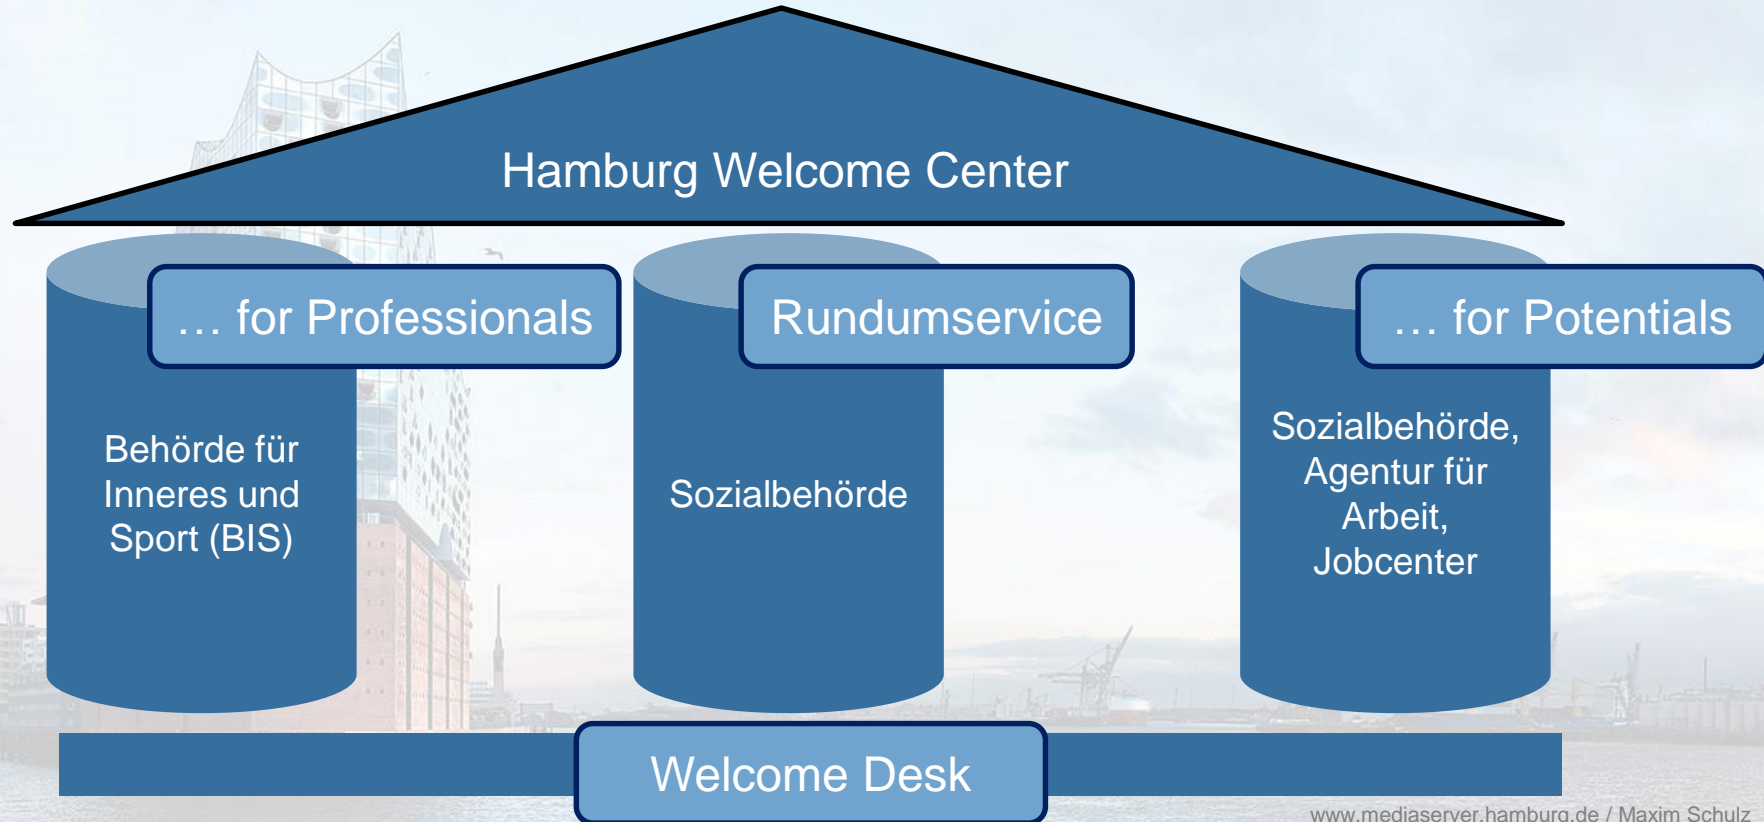 Hamburg Welcome Center
… for Professionals
Behörde für
Inneres und
Sport (BIS)
Rundumservice
Sozialbehörde
… for Potentials
Sozialbehörde,
Agentur für
Arbeit,
Jobcenter
Welcome Desk
www.mediaserver.hamburg.de / Maxim Schulz